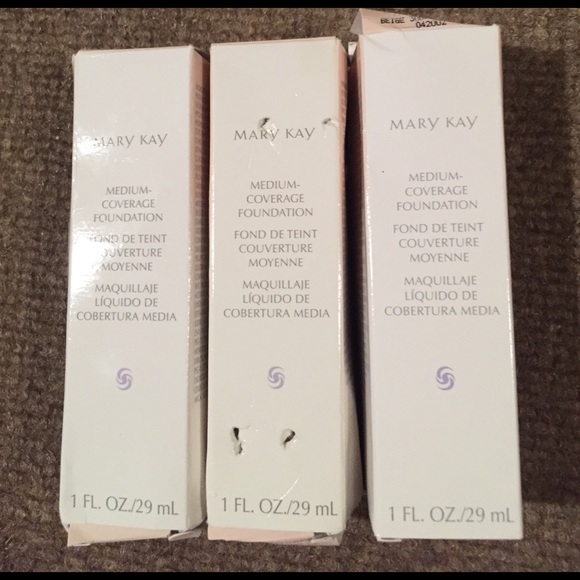 MARY KAY
MEDIUM-
COVERAGE
FOUNDATION
FOND DE TEINT
COUVERTURE
MOYENNE
MAQUILLAJE
LÍQUIDO DE
COBERTURA MEDIA
1 FL. OZ./29 mL
MARY KAY
MEDIUM-
COVERAGE
FOUNDATION
FOND DE TEINT
COUVERTURE
MOYENNE
MAQUILLAJE
LÍQUIDO DE
COBERTURA MEDIA
1 FL. OZ./29 mL
MARY KAY
MEDIUM-
COVERAGE
FOUNDATION
FOND DE TEINT
COUVERTURE
MOYENNE
MAQUILLAJE
LÍQUIDO DE
COBERTURA MEDIA
1 FL. OZ./29 mL